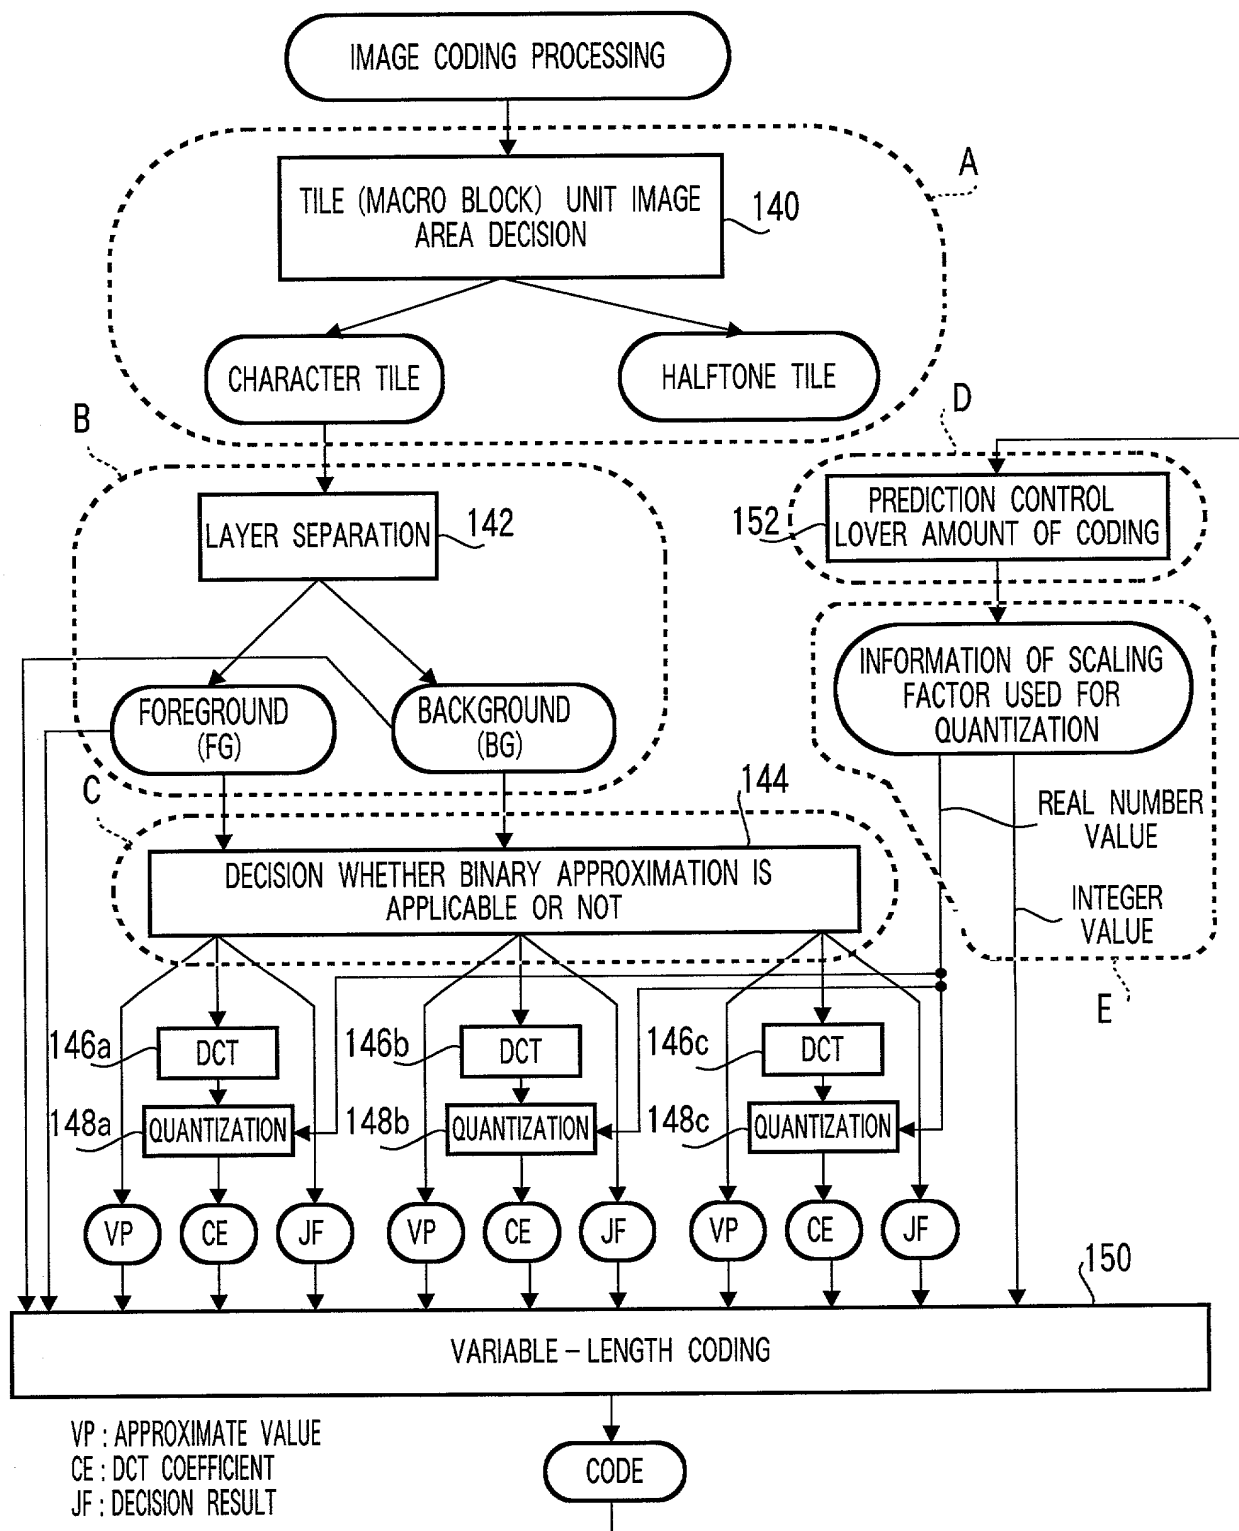 IMAGE CODING PROCESSING
A
TILE (MACRO BLOCK) UNIT IMAGE
AREA DECISION
140
CHARACTER TILE
HALFTONE TILE
B
D
LAYER SEPARATION
142
152
PREDICTION CONTROL
LOVER AMOUNT OF CODING
INFORMATION OF SCALING
FACTOR USED FOR
QUANTIZATION
FOREGROUND
(FG)
BACKGROUND
(BG)
C
144
REAL NUMBER
VALUE
DECISION WHETHER BINARY APPROXIMATION IS
APPLICABLE OR NOT
INTEGER
VALUE
E
146a
DCT
146b
DCT
146c
DCT
148a
QUANTIZATION
148b
QUANTIZATION
148c
QUANTIZATION
VP
CE
JF
VP
CE
JF
VP
CE
JF
150
VARIABLE-LENGTH CODING
VP : APPROXIMATE VALUE
CE : DCT COEFFICIENT
JF : DECISION RESULT
CODE